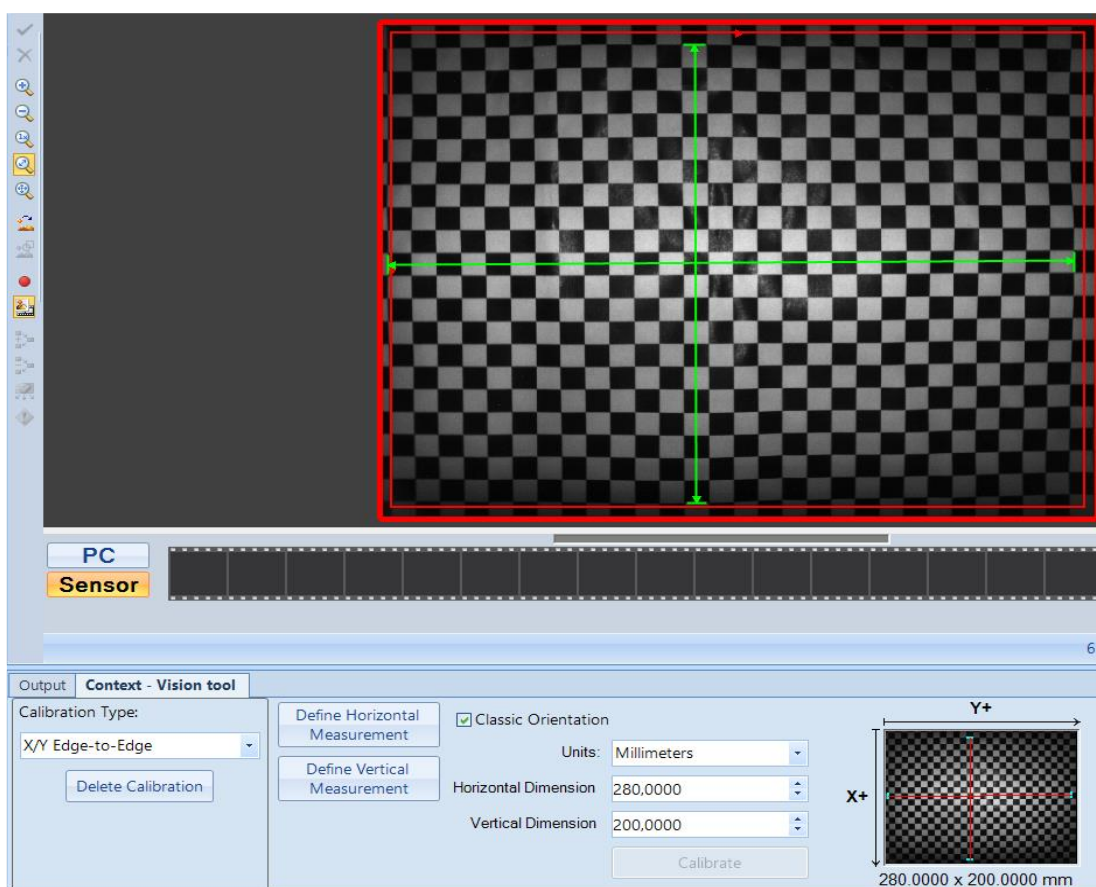 PC
Sensor
6
Output
Context - Vision tool
Calibration Type:
X/Y Edge-to-Edge
Delete Calibration
Define Horizontal
Measurement
Define Vertical
Measurement
Classic Orientation
Units:
Millimeters
Horizontal Dimension
280,0000
Vertical Dimension
200,0000
Calibrate
Y+
X+
280.0000 x 200.0000 mm